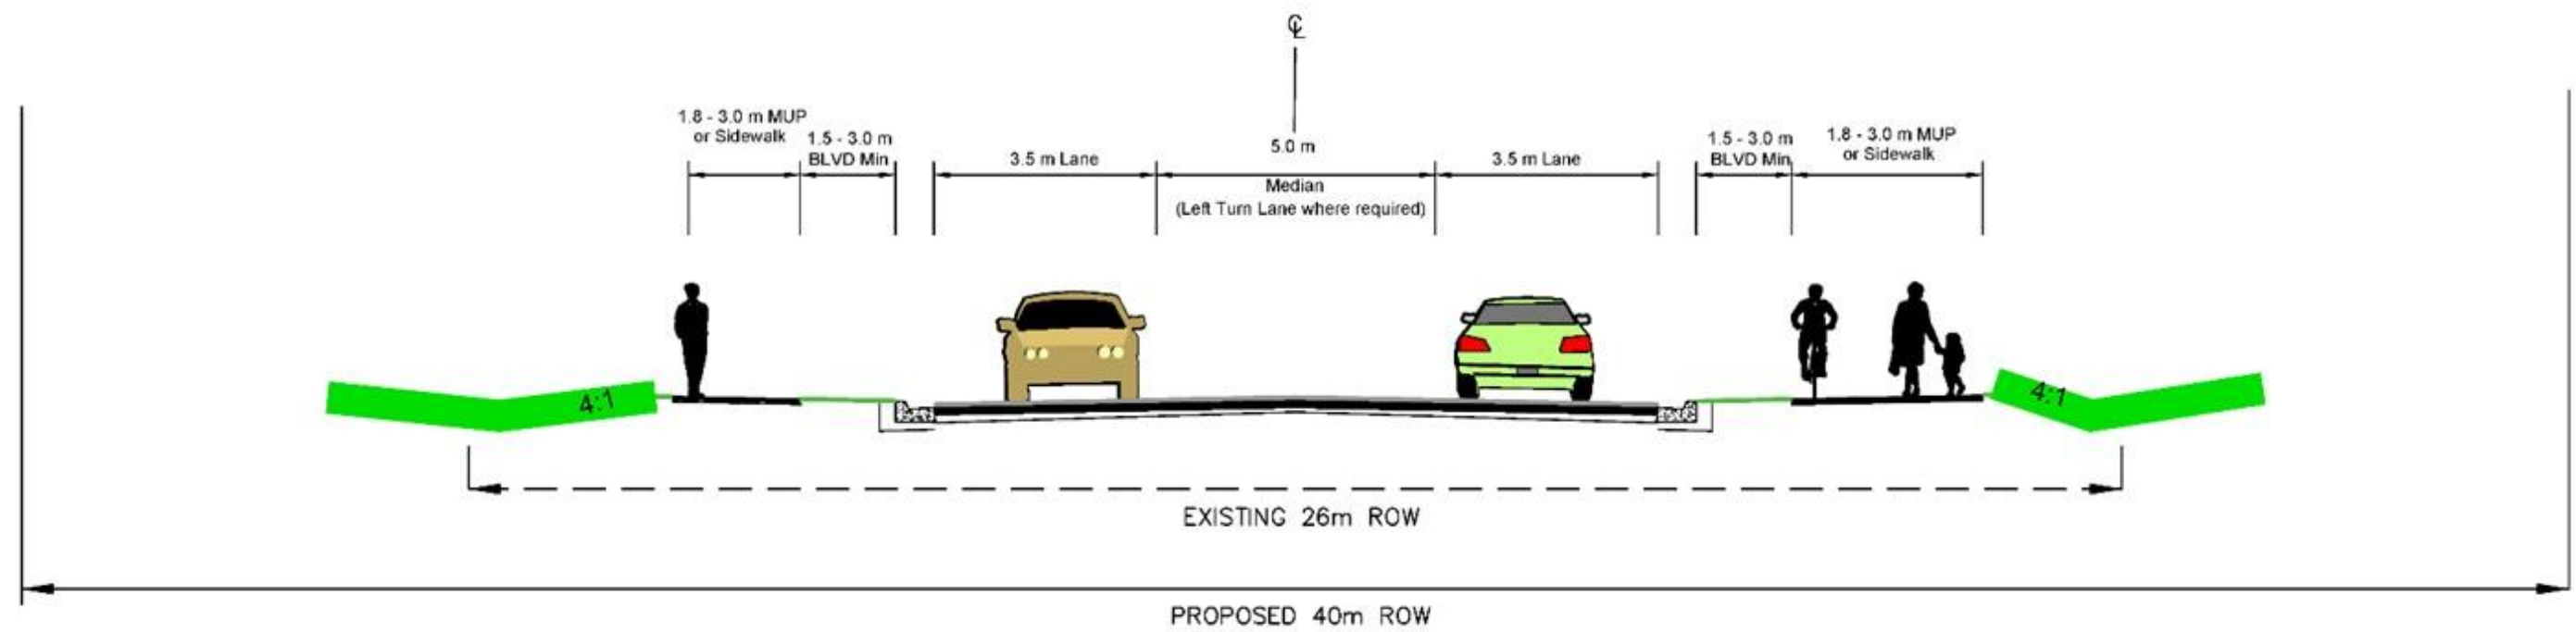 ℄
1.8 - 3.0 m MUP
or Sidewalk
1.5 - 3.0 m
BLVD Min
3.5 m Lane
5.0 m
Median
(Left Turn Lane where required)
3.5 m Lane
1.5 - 3.0 m
BLVD Min
1.8 - 3.0 m MUP
or Sidewalk
4:1
4:1
EXISTING 26m ROW
PROPOSED 40m ROW